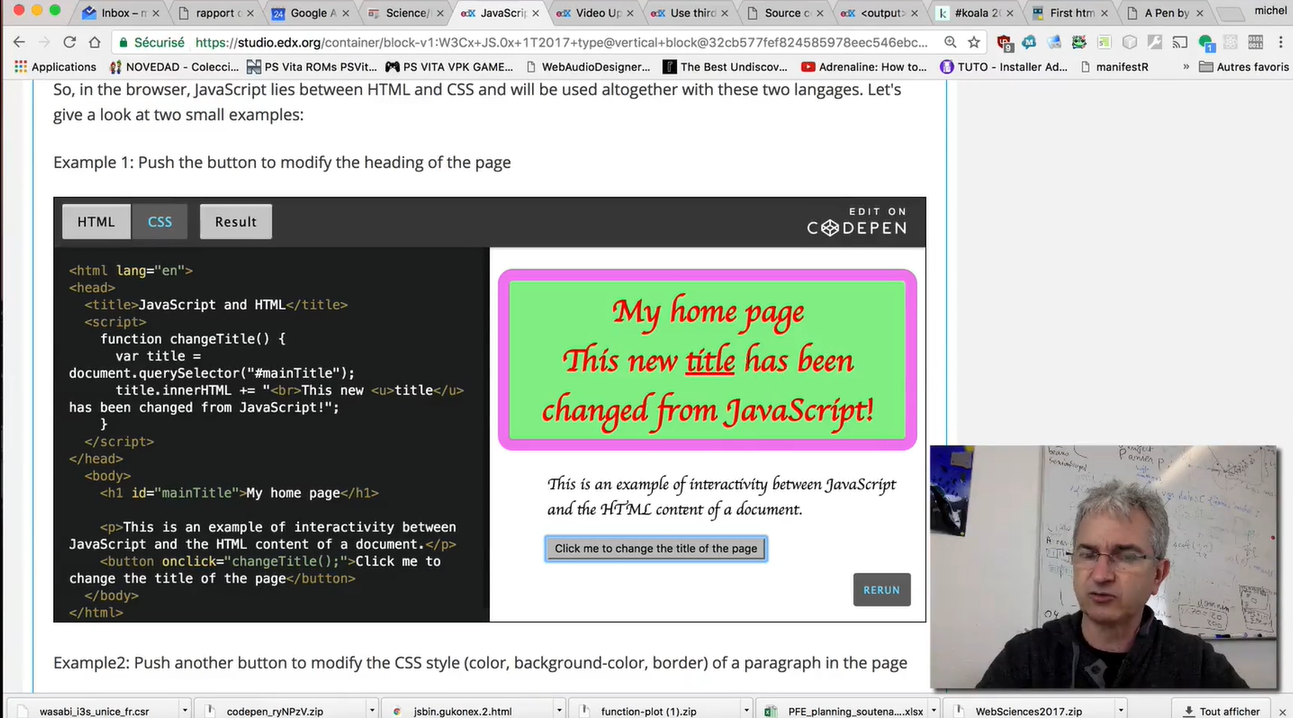 Inbox – m
rapport c
24 Google A
Science/
JavaScrip
Video Up
Use third
Source c
<output>
k #koala 20
First htm
A Pen by
michel
Sécurisé https://studio.edx.org/container/block-v1:W3Cx+JS.0x+1T2017+type@vertical+block@32cb577fef824585978eec546ebc...
Applications
NOVEDAD - Colecci...
PS Vita ROMs PSVit...
PS VITA VPK GAME...
WebAudioDesigner...
The Best Undiscov...
Adrenaline: How to...
TUTO - Installer Ad...
manifestR
» Autres favoris
So, in the browser, JavaScript lies between HTML and CSS and will be used altogether with these two langages. Let's
give a look at two small examples:
Example 1: Push the button to modify the heading of the page
HTML CSS Result
EDIT ON
CODEPEN
<html lang="en">
<head>
<title>JavaScript and HTML</title>
<script>
function changeTitle() {
var title =
document.querySelector("#mainTitle");
title.innerHTML += "<br>This new <u>title</u>
has been changed from JavaScript!";
}
</script>
</head>
<body>
<h1 id="mainTitle">My home page</h1>
<p>This is an example of interactivity between
JavaScript and the HTML content of a document.</p>
<button onclick="changeTitle();">Click me to
change the title of the page</button>
</body>
</html>
My home page
This new title has been
changed from JavaScript!
This is an example of interactivity between JavaScript
and the HTML content of a document.
Click me to change the title of the page
RERUN
Example2: Push another button to modify the CSS style (color, background-color, border) of a paragraph in the page
wasabi_i3s_unice_fr.csr
codepen_ryNPzV.zip
jsbin.gukonex.2.html
function-plot (1).zip
PFE_planning_soutena....xlsx
WebSciences2017.zip
Tout afficher